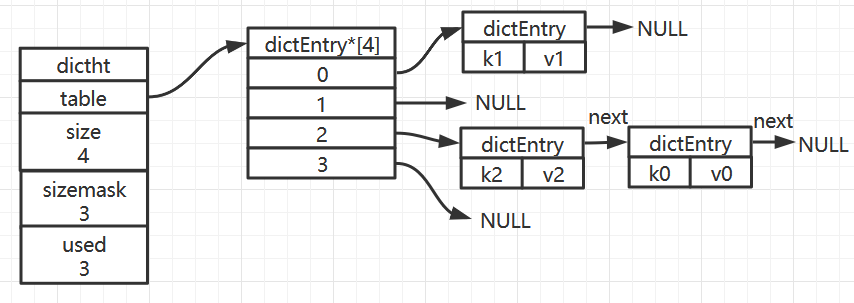 dictht
table
size
4
sizemask
3
used
3
dictEntry*[4]
0
1
2
3
dictEntry
k1 v1
NULL
NULL
dictEntry
k2 v2
next
dictEntry
k0 v0
next
NULL
NULL